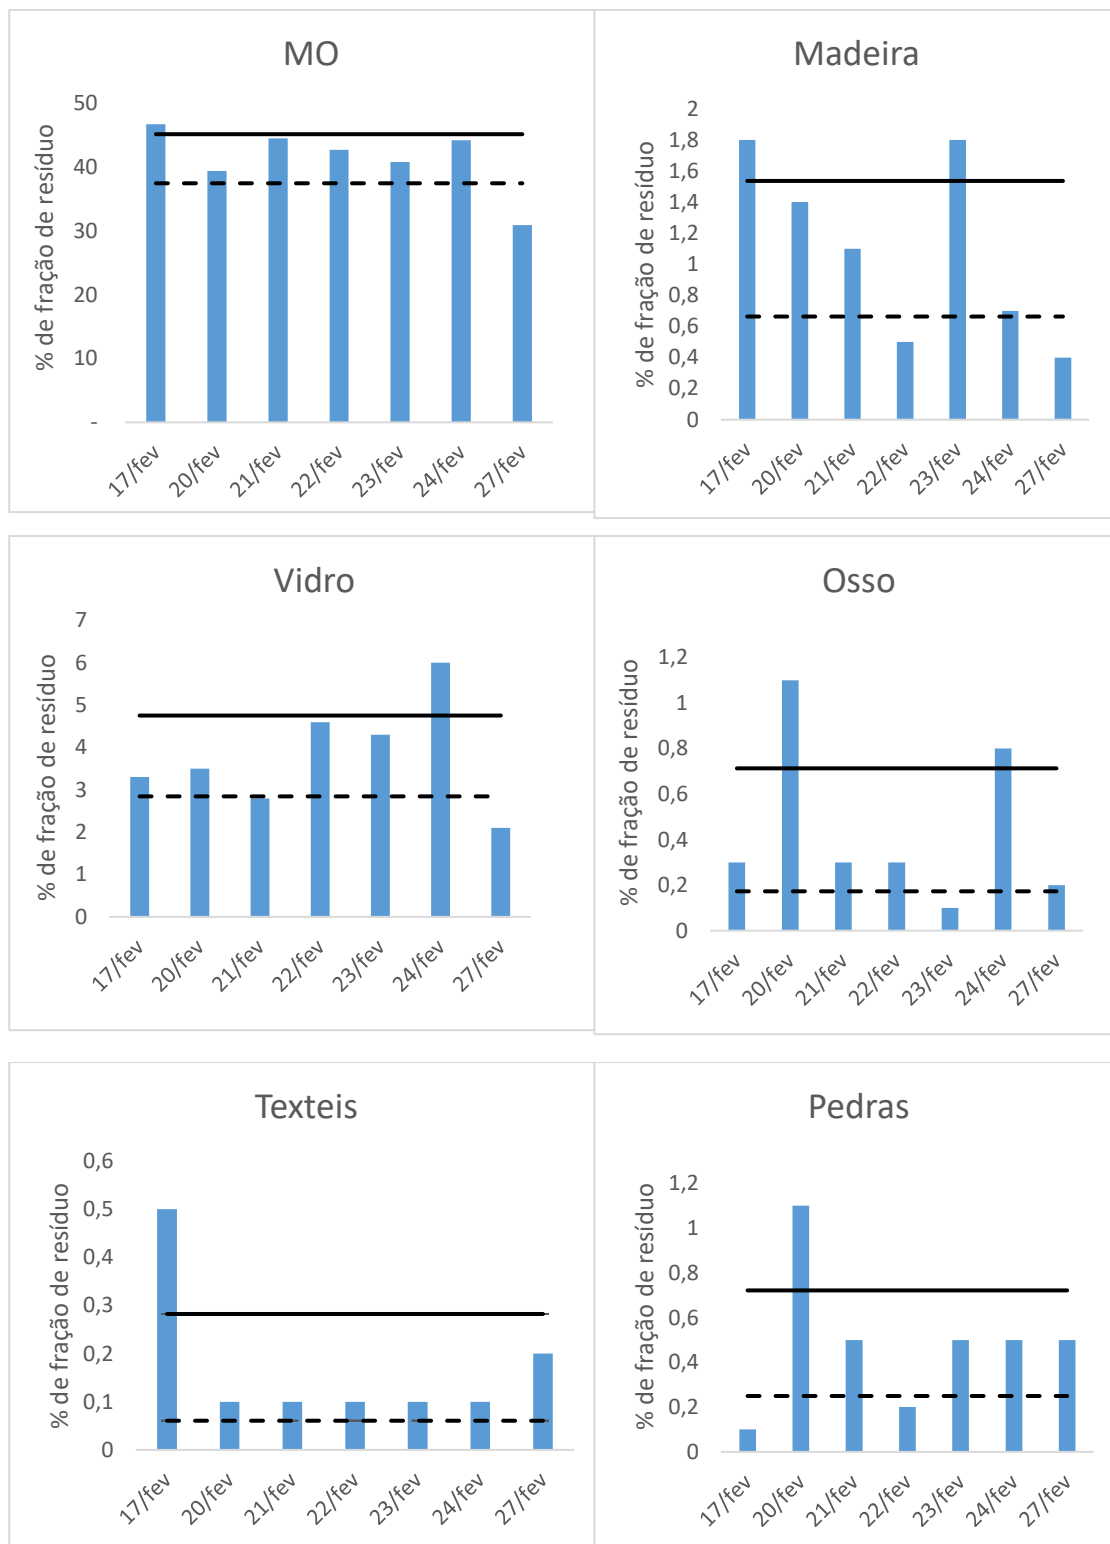 MO
% de fração de resíduo
50
40
30
20
10
-
17/fev
20/fev
21/fev
22/fev
23/fev
24/fev
27/fev
Madeira
% de fração de resíduo
2
1,8
1,6
1,4
1,2
1
0,8
0,6
0,4
0,2
0
17/fev
20/fev
21/fev
22/fev
23/fev
24/fev
27/fev
Vidro
% de fração de resíduo
7
6
5
4
3
2
1
0
17/fev
20/fev
21/fev
22/fev
23/fev
24/fev
27/fev
Osso
% de fração de resíduo
1,2
1
0,8
0,6
0,4
0,2
0
17/fev
20/fev
21/fev
22/fev
23/fev
24/fev
27/fev
Texteis
% de fração de resíduo
0,6
0,5
0,4
0,3
0,2
0,1
0
17/fev
20/fev
21/fev
22/fev
23/fev
24/fev
27/fev
Pedras
% de fração de resíduo
1,2
1
0,8
0,6
0,4
0,2
0
17/fev
20/fev
21/fev
22/fev
23/fev
24/fev
27/fev